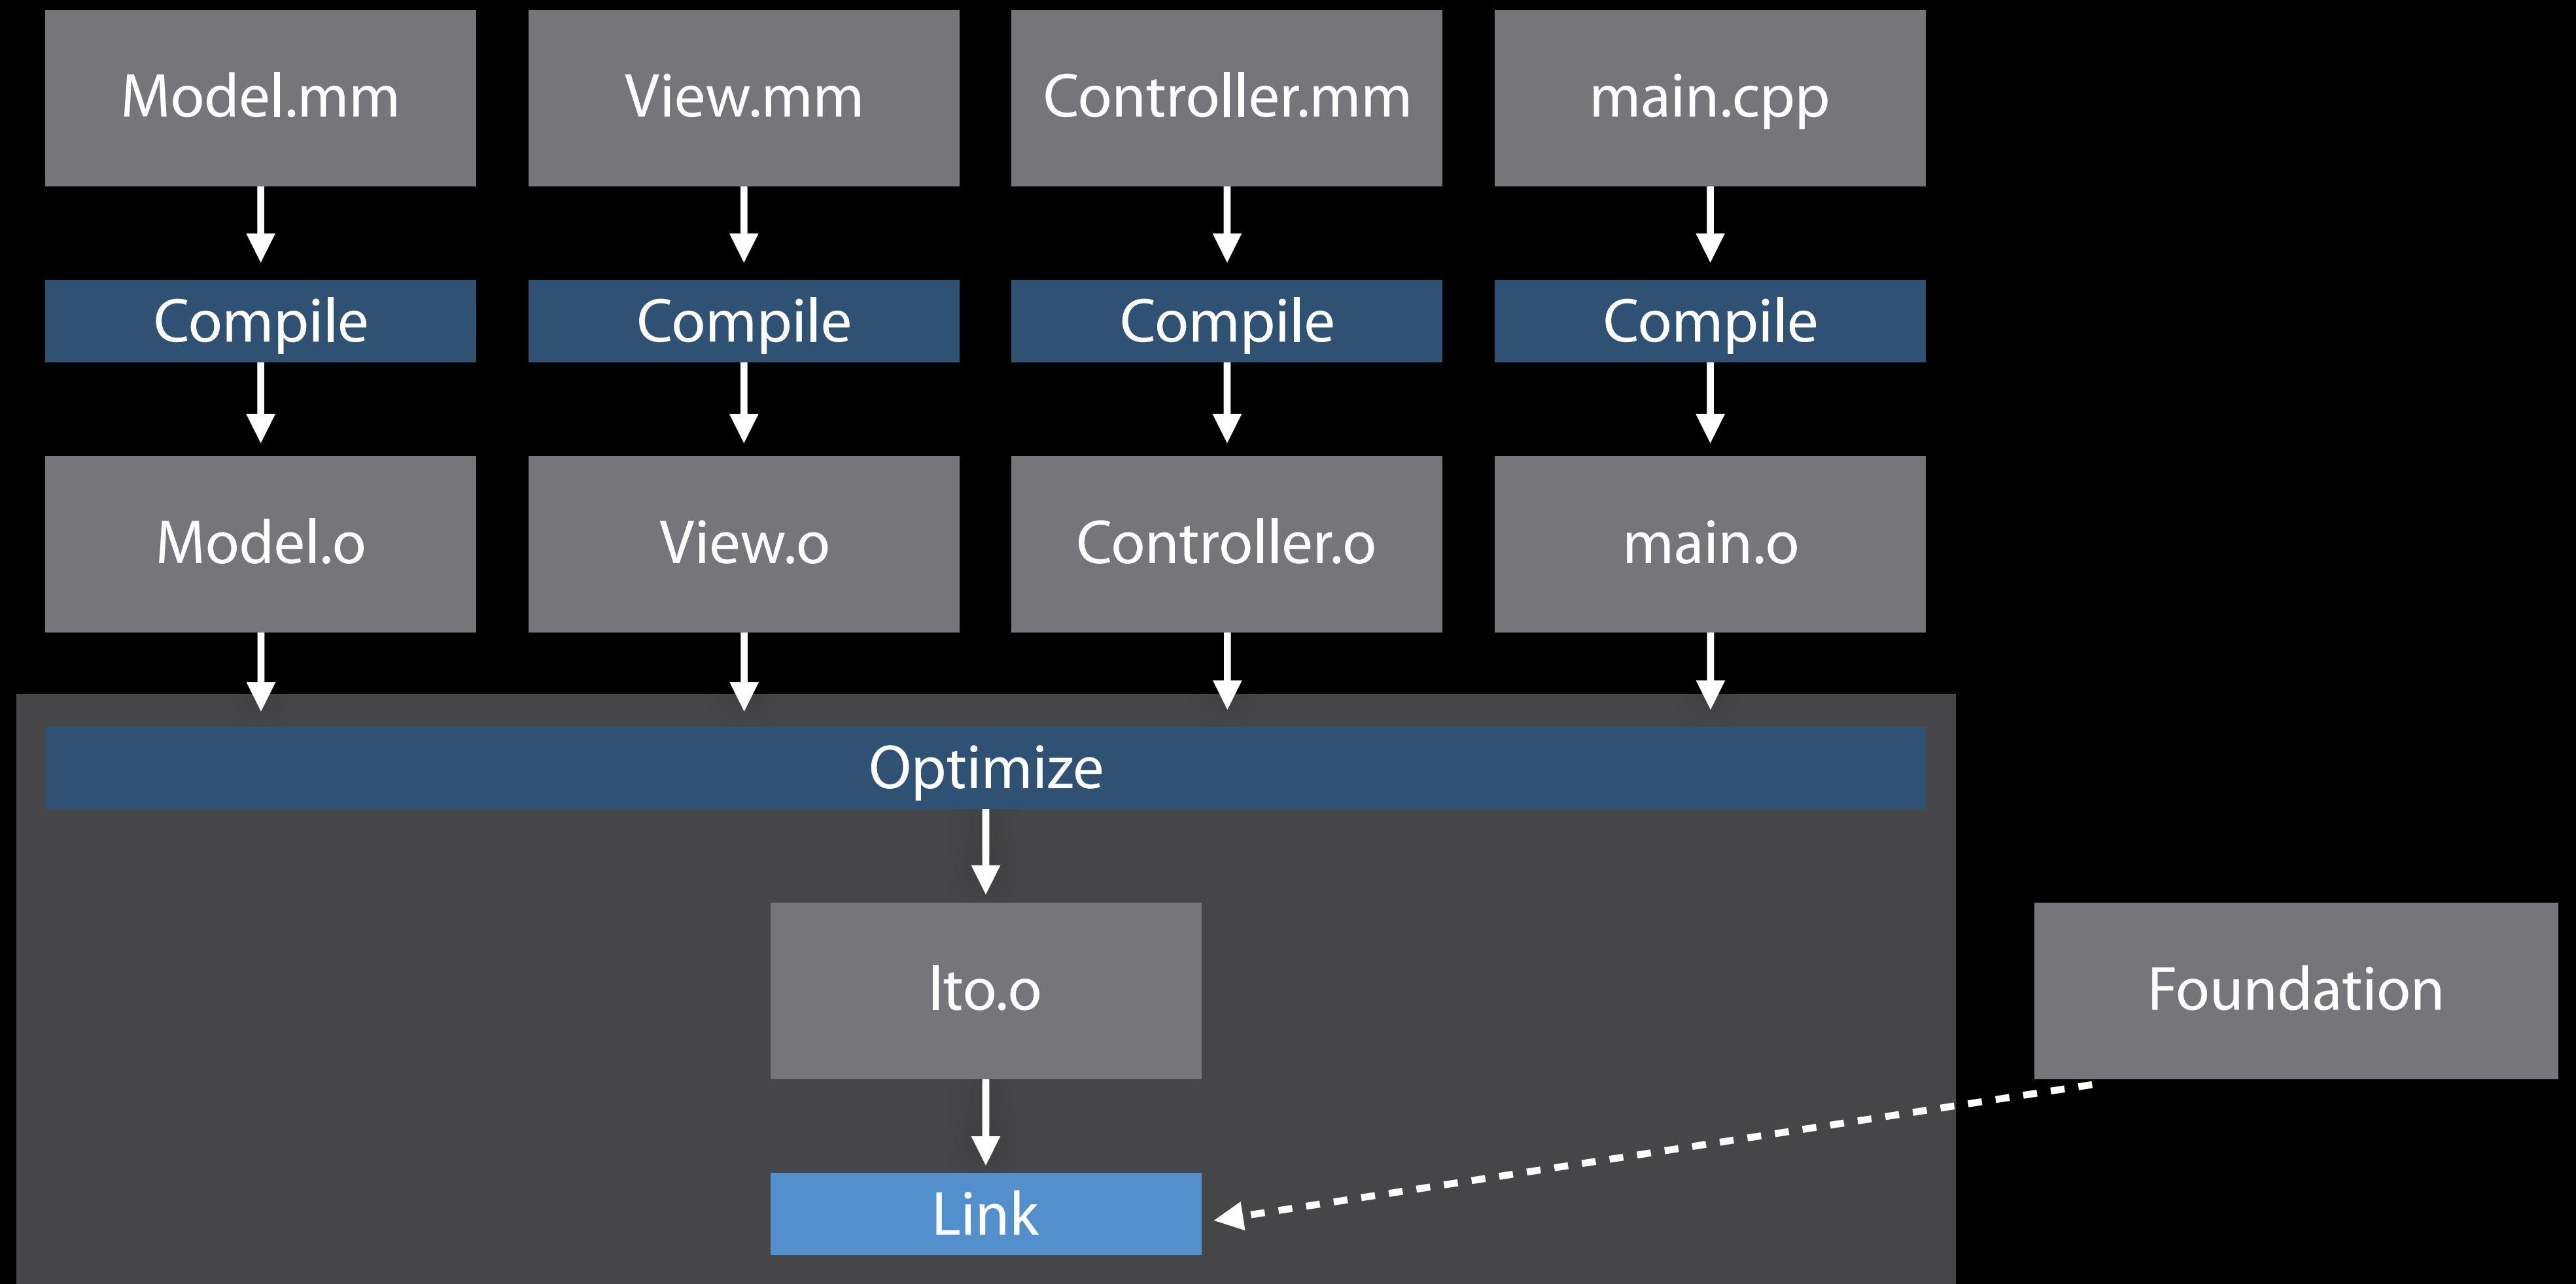 Model.mm
View.mm
Controller.mm
main.cpp
Compile
Compile
Compile
Compile
Model.o
View.o
Controller.o
main.o
Optimize
lto.o
Foundation
Link